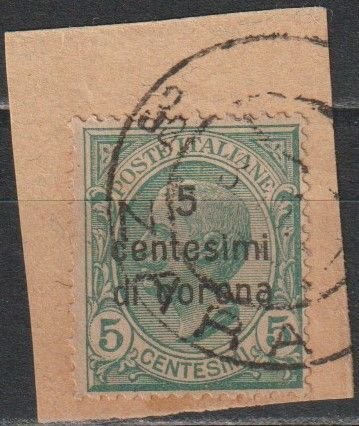 POSTE ITALIANE
5
centesimi
di corona
5 CENTESIMI 5